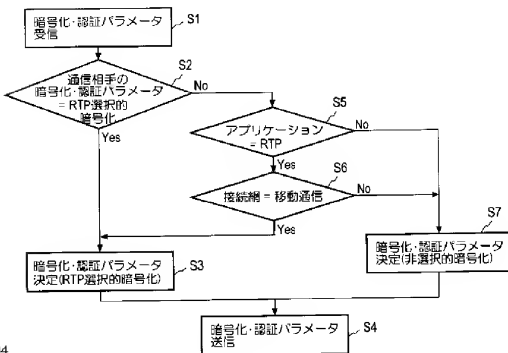 暗号化・認証パラメータ
受信
S1
通信相手の
暗号化・認証パラメータ
=RTP選択的
暗号化
S2
No
Yes
アプリケーション
=RTP
S5
No
Yes
接続網=移動通信
S6
No
Yes
暗号化・認証パラメータ
決定(RTP選択的暗号化)
S3
暗号化・認証パラメータ
決定(非選択的暗号化)
S7
暗号化・認証パラメータ
送信
S4